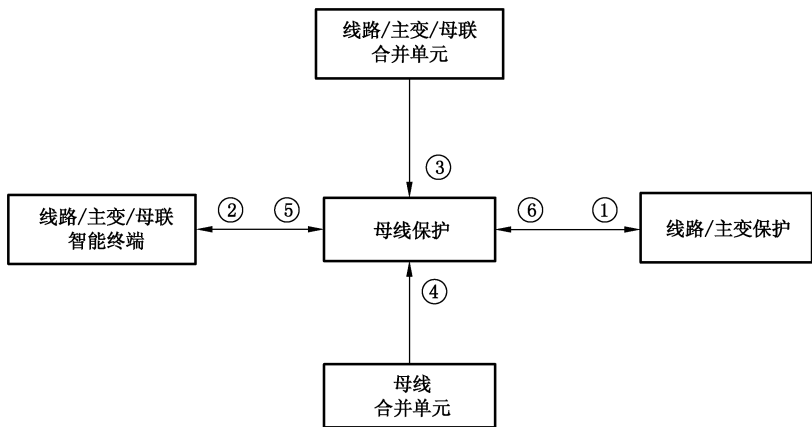 线路/主变/母联
合并单元
③
线路/主变/母联
智能终端
②
⑤
母线保护
⑥
①
线路/主变保护
④
母线
合并单元